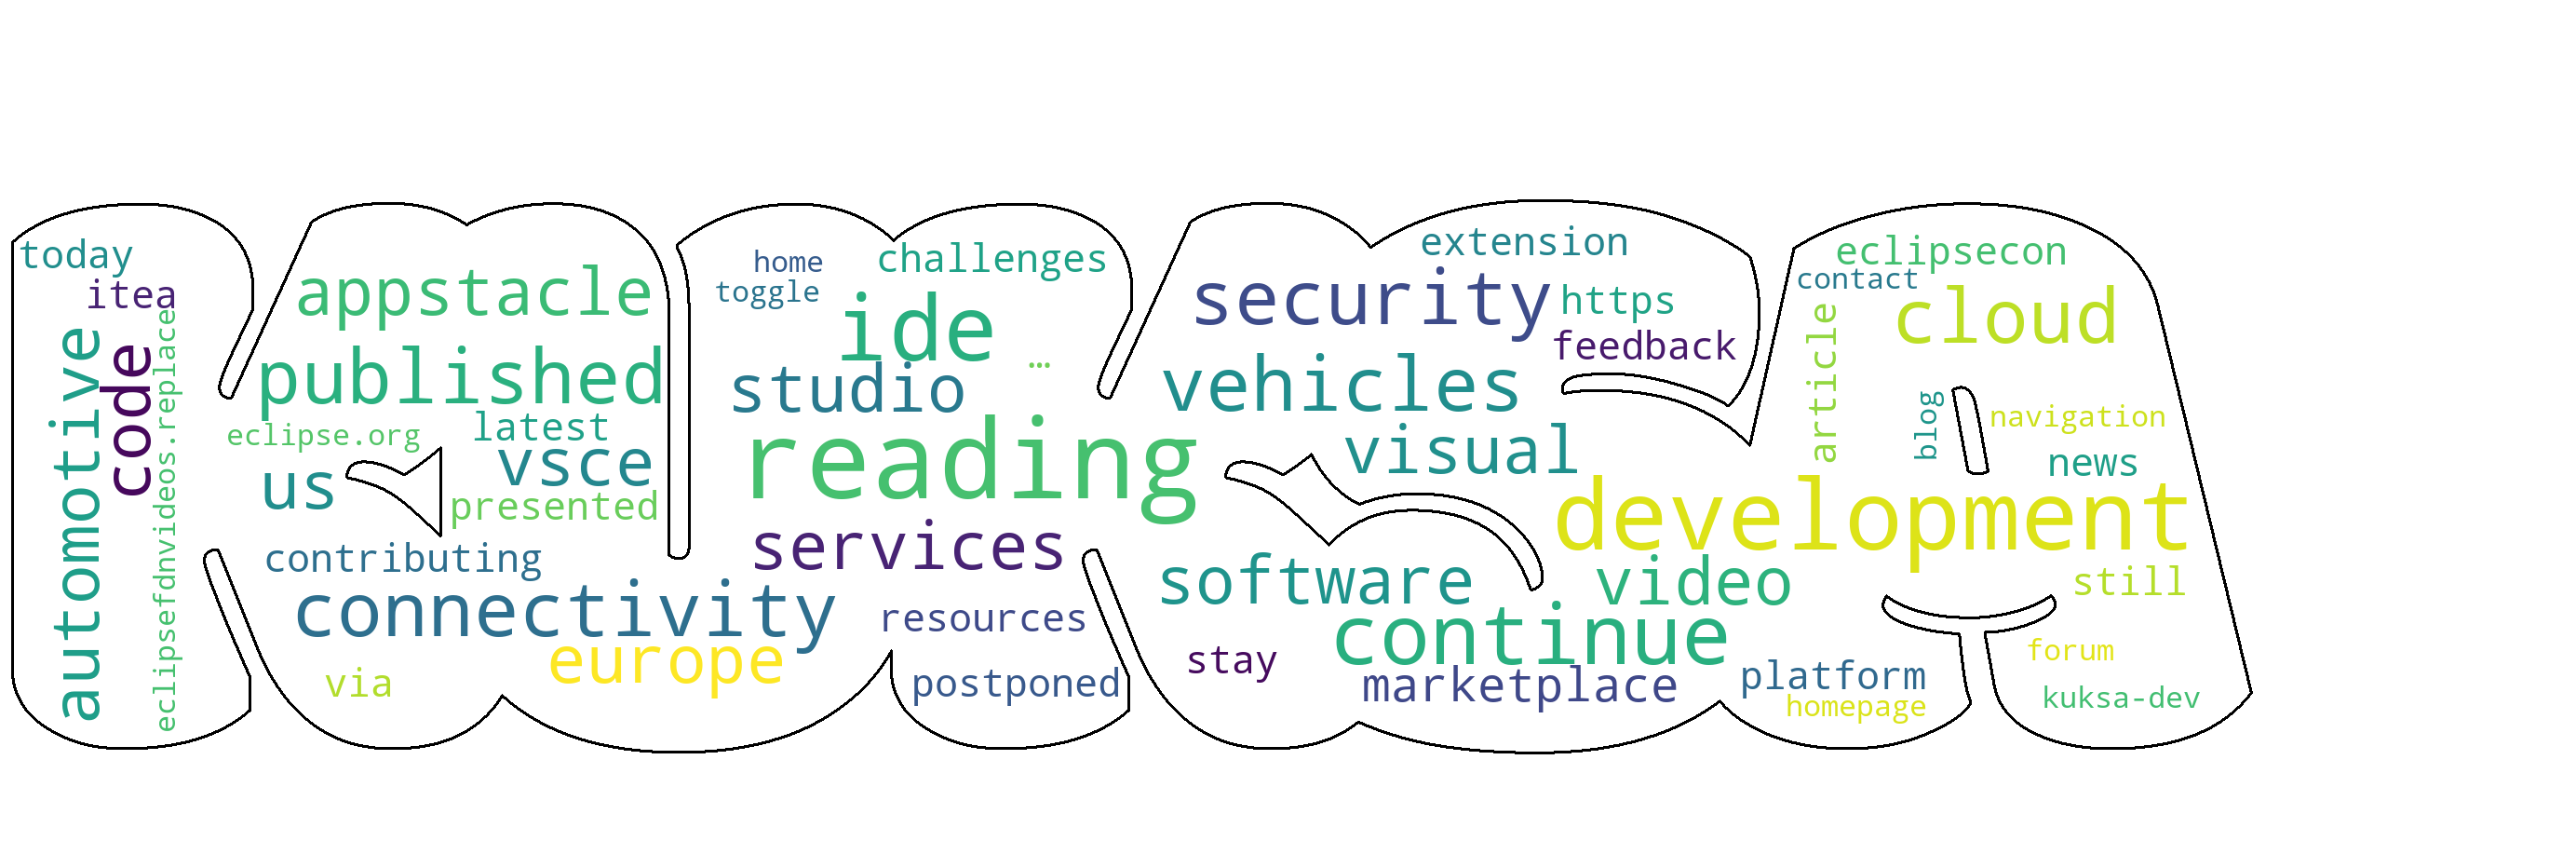 today
itea
automotive
code
eclipsefdnvideos.replace
appstacle
published
eclipse.org
latest
us
vsce
presented
contributing
connectivity
europe
via
home
toggle
challenges
ide
...
studio
reading
services
resources
postponed
extension
security
https
feedback
vehicles
visual
software
continue
stay
marketplace
eclipsecon
contact
cloud
article
blog
navigation
news
development
video
still
platform
homepage
forum
kuksa-dev